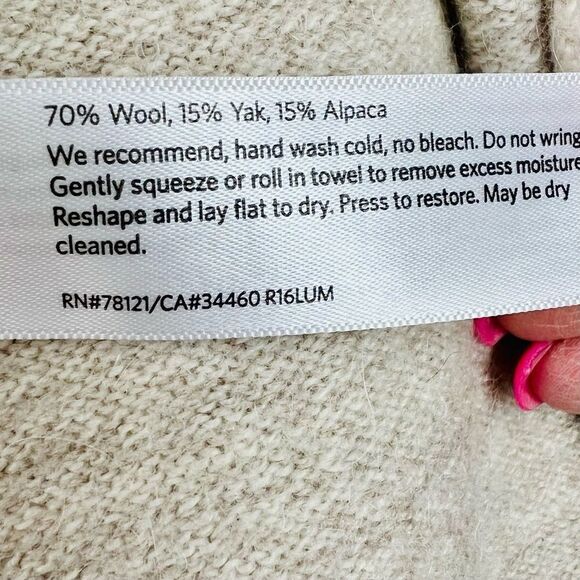 70% Wool, 15% Yak, 15% Alpaca
We recommend, hand wash cold, no bleach. Do not wring
Gently squeeze or roll in towel to remove excess moisture
Reshape and lay flat to dry. Press to restore. May be dry
cleaned.
RN#78121/CA#34460 R16LUM